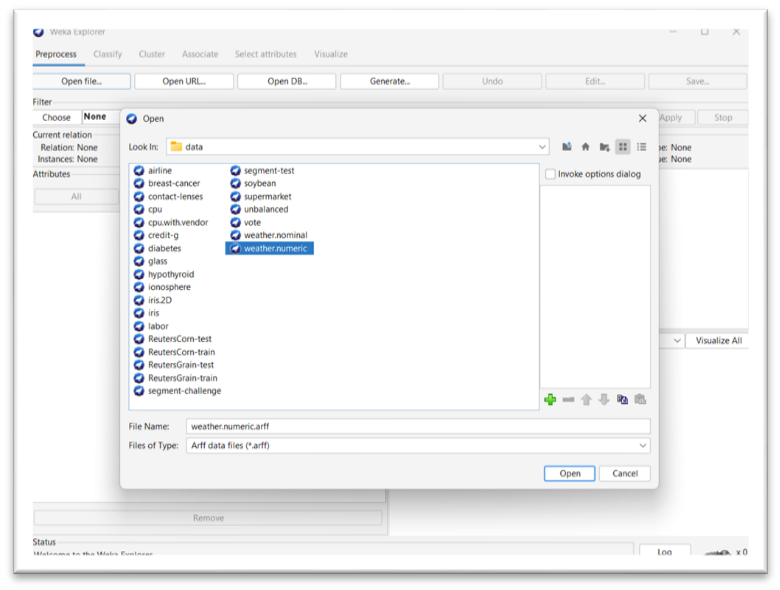 Weka Explorer
Preprocess Classify Cluster Associate Select attributes Visualize
Open file... Open URL... Open DB... Generate... Undo Edit... Save...
Filter
Choose None Apply Stop
Current relation
Relation: None
Instances: None
pe: None
ue: None
Attributes
All
Open
Look In: data
airline
breast-cancer
contact-lenses
cpu
cpu.with.vendor
credit-g
diabetes
glass
hypothyroid
ionosphere
iris.2D
iris
labor
ReutersCorn-test
ReutersCorn-train
ReutersGrain-test
ReutersGrain-train
segment-challenge
segment-test
soybean
supermarket
unbalanced
vote
weather.nominal
weather.numeric
Invoke options dialog
File Name: weather.numeric.arff
Files of Type: Arff data files (*.arff)
Open Cancel
Visualize All
Remove
Status
Welcome to the Weka Explorer
Log x 0